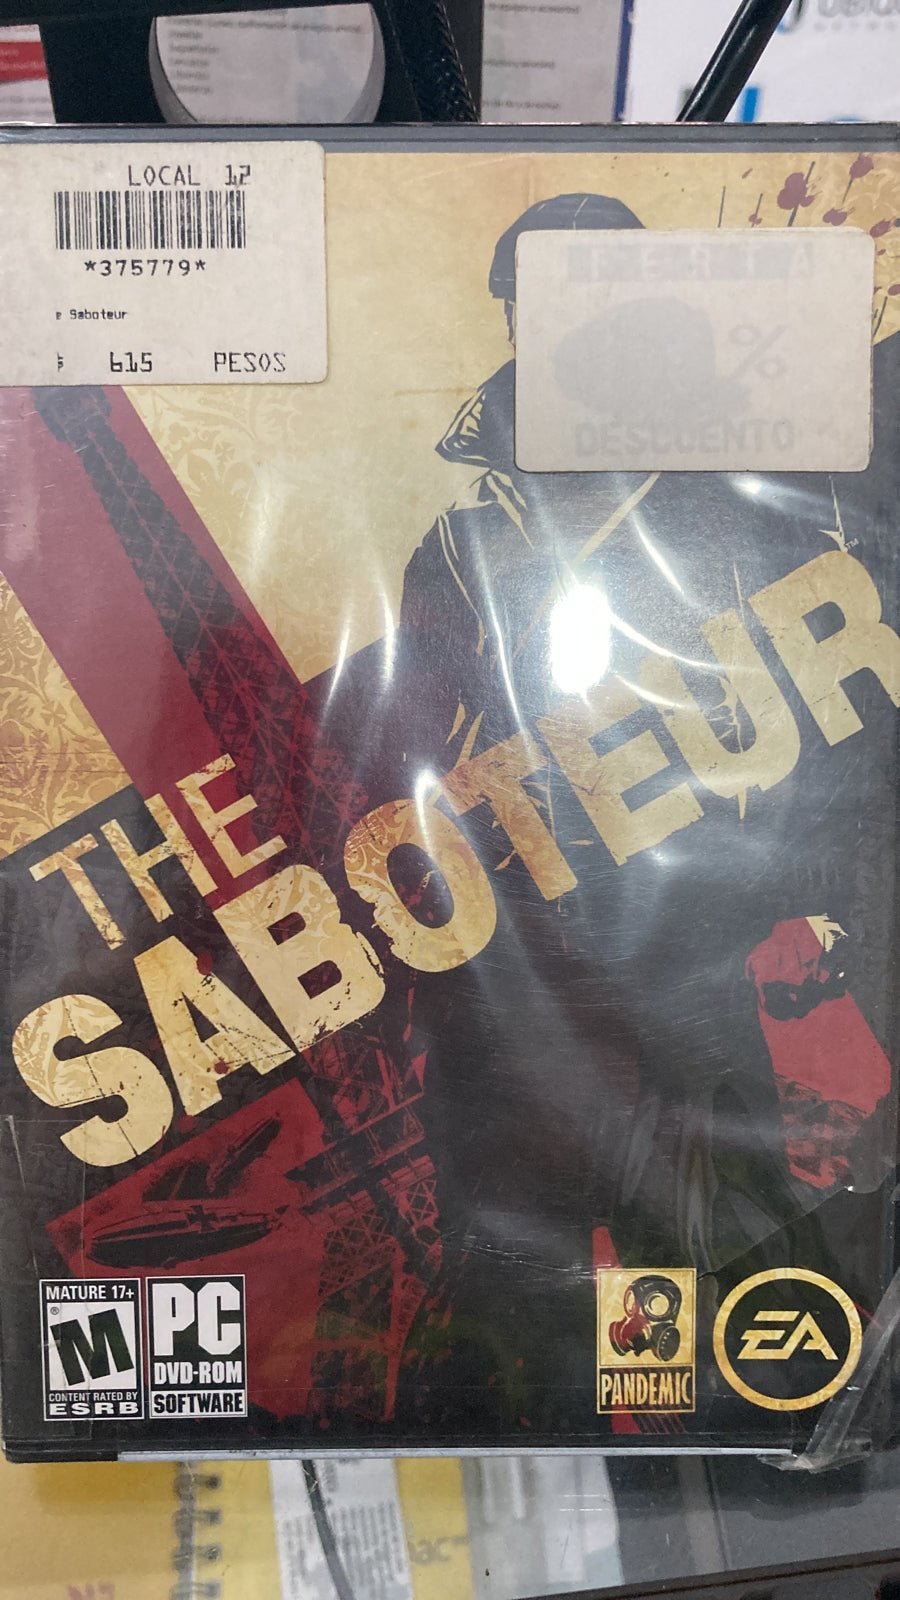 LOCAL 12
*375779*
e Saboteur
$ 615 PESOS
%
DESCUENTO
THE
SABOTEUR™
MATURE 17+
M
CONTENT RATED BY
ESRB
PC
DVD-ROM
SOFTWARE
PANDEMIC
EA